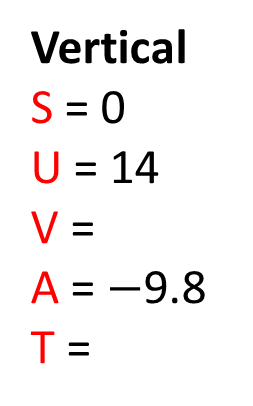 Vertical
S = 0
U = 14
V =
A = −9.8
T =